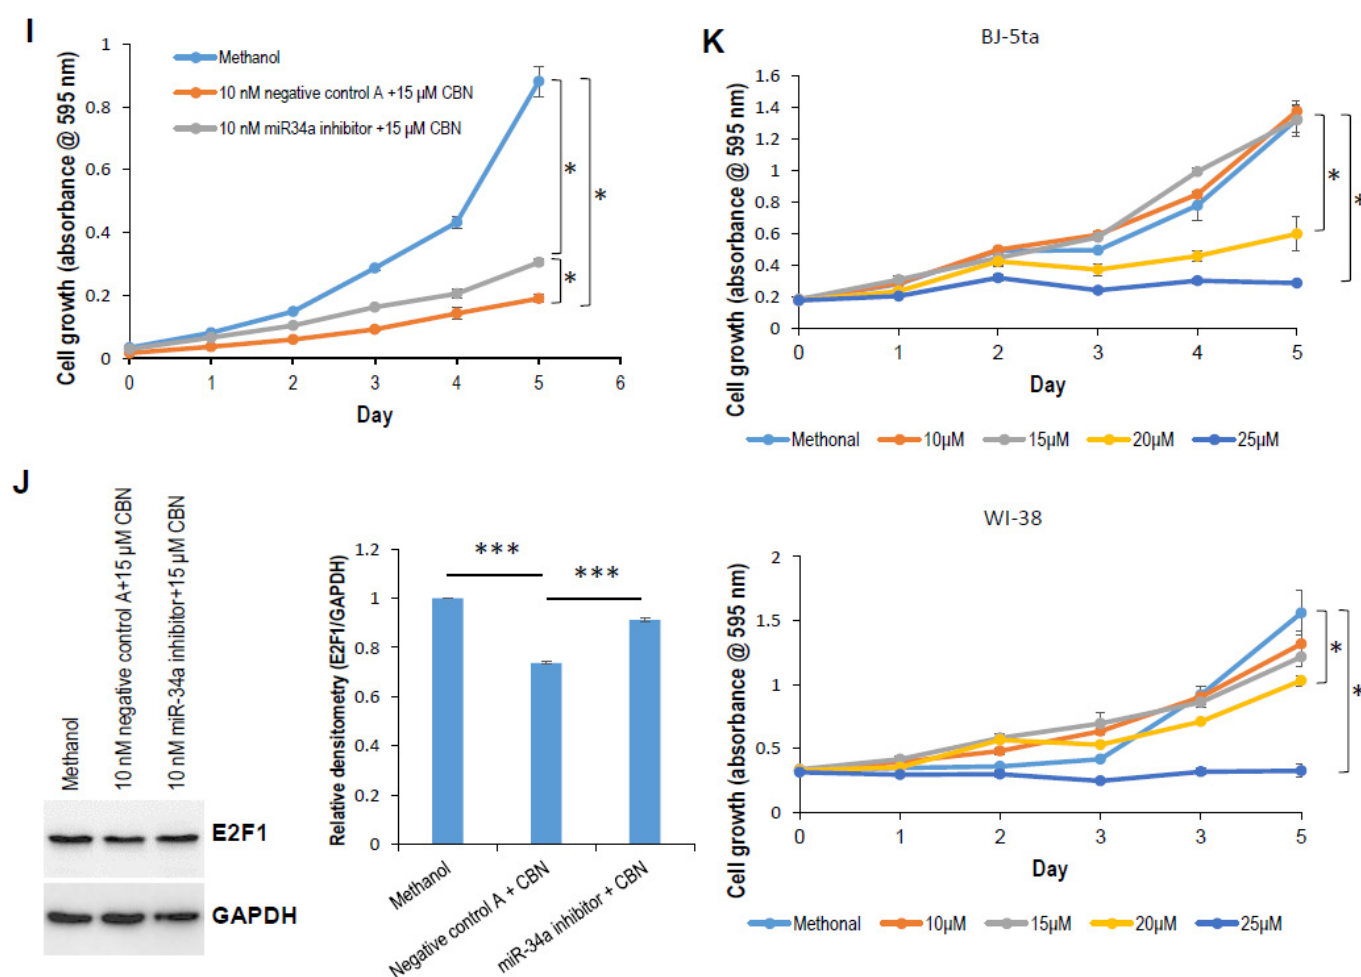 I
Cell growth (absorbance @ 595 nm)
1
0.8
0.6
0.4
0.2
0
0 1 2 3 4 5 6
Day
Methanol
10 nM negative control A +15 µM CBN
10 nM miR34a inhibitor +15 µM CBN
*
*
*
K
BJ-5ta
Cell growth (absorbance @ 595 nm)
1.6
1.4
1.2
1
0.8
0.6
0.4
0.2
0
0 1 2 3 4 5
Day
*
*
Methonal 10µM 15µM 20µM 25µM
J
Methanol
10 nM negative control A+15 µM CBN
10 nM miR-34a inhibitor+15 µM CBN
E2F1
GAPDH
Relative densitometry (E2F1/GAPDH)
1.2
1
0.8
0.6
0.4
0.2
0
***
***
Methanol
Negative control A + CBN
miR-34a inhibitor + CBN
WI-38
Cell growth (absorbance @ 595 nm)
2
1.5
1
0.5
0
0 1 2 3 3 5
Day
*
*
Methonal 10µM 15µM 20µM 25µM